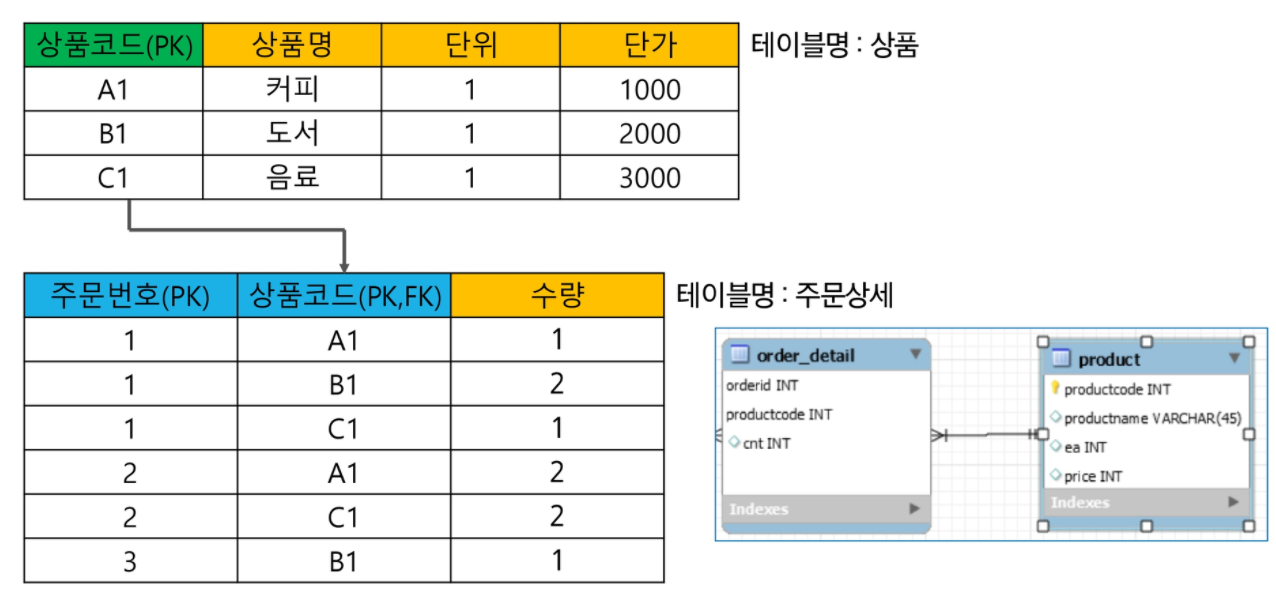 상품코드(PK) 상품명 단위 단가 테이블명 : 상품
A1 커피 1 1000
B1 도서 1 2000
C1 음료 1 3000
주문번호(PK) 상품코드(PK,FK) 수량 테이블명 : 주문상세
1 A1 1
1 B1 2
1 C1 1
2 A1 2
2 C1 2
3 B1 1
order_detail
orderid INT
productcode INT
cnt INT
Indexes
product
productcode INT
productname VARCHAR(45)
ea INT
price INT
Indexes